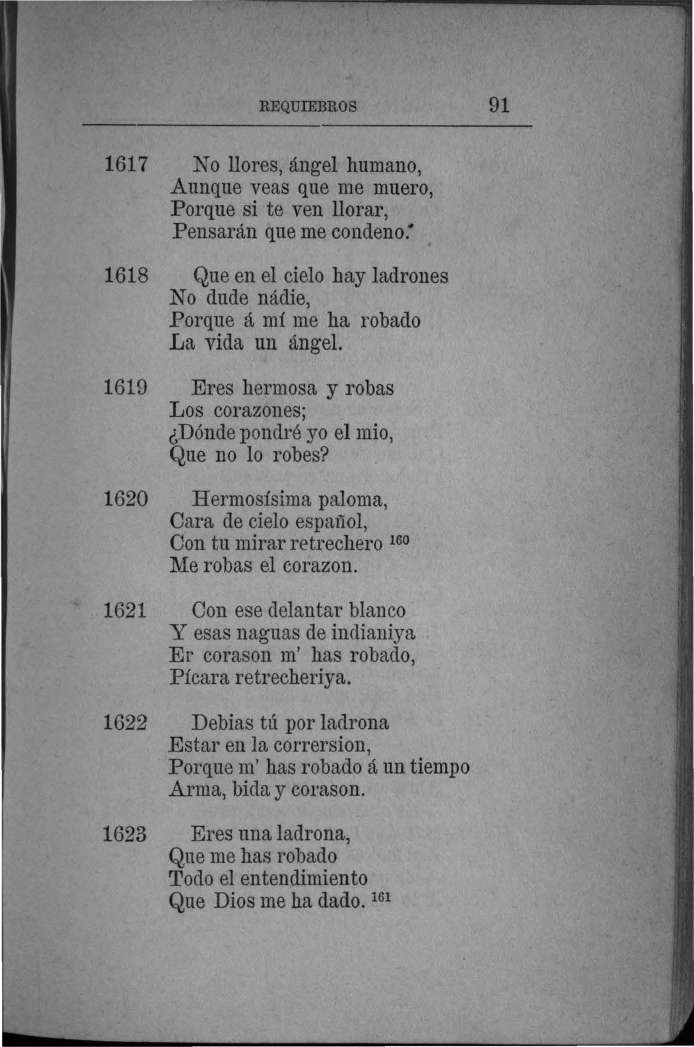 REQUIEBROS 91
1617 No llores, ángel humano,
Aunque veas que me muero,
Porque si te ven llorar,
Pensarán que me condeno.
1618 Que en el cielo hay ladrones
No dude nádie,
Porque á mí me ha robado
La vida un ángel.
1619 Eres hermosa y robas
Los corazones;
¿Dónde pondré yo el mio,
Que no lo robes?
1620 Hermosísima paloma,
Cara de cielo español,
Con tu mirar retrechero 160
Me robas el corazon.
1621 Con ese delantar blanco
Y esas naguas de indianiya
Er corason m' has robado,
Pícara retrecheriya.
1622 Debias tú por ladrona
Estar en la corrersion,
Porque m' has robado á un tiempo
Arma, bida y corason.
1623 Eres una ladrona,
Que me has robado
Todo el entendimiento
Que Dios me ha dado. 161